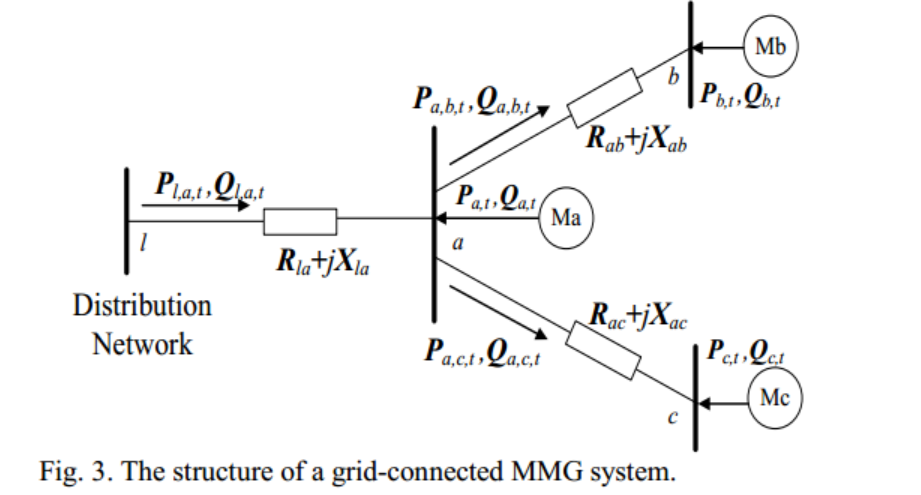 Mb
b
P_{b,t}, Q_{b,t}
P_{a,b,t}, Q_{a,b,t}
R_{ab}+jX_{ab}
P_{l,a,t}, Q_{l,a,t}
P_{a,t}, Q_{a,t}
Ma
l
a
R_{la}+jX_{la}
Distribution
Network
R_{ac}+jX_{ac}
P_{a,c,t}, Q_{a,c,t}
P_{c,t}, Q_{c,t}
Mc
c
Fig. 3. The structure of a grid-connected MMG system.